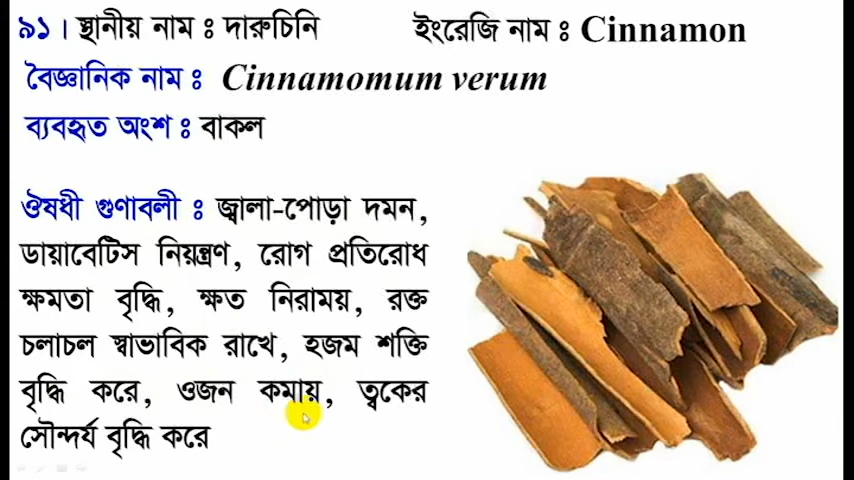 ৯১। স্থানীয় নাম ঃ দারুচিনি ইংরেজি নাম ঃ Cinnamon
বৈজ্ঞানিক নাম ঃ Cinnamomum verum
ব্যবহৃত অংশ ঃ বাকল
ঔষধী গুণাবলী ঃ জ্বালা-পোড়া দমন,
ডায়াবেটিস নিয়ন্ত্রণ, রোগ প্রতিরোধ
ক্ষমতা বৃদ্ধি, ক্ষত নিরাময়, রক্ত
চলাচল স্বাভাবিক রাখে, হজম শক্তি
বৃদ্ধি করে, ওজন কমায়, ত্বকের
সৌন্দর্য বৃদ্ধি করে